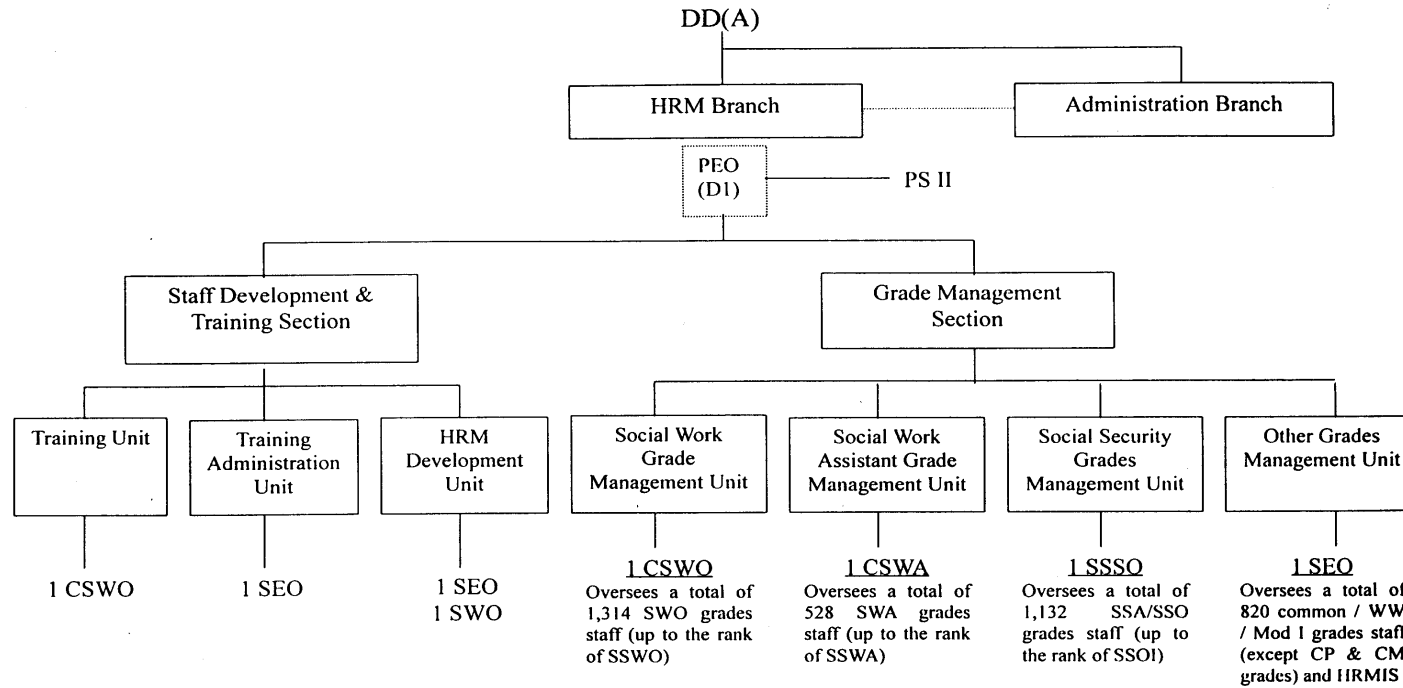 DD(A)
HRM Branch
Administration Branch
PEO
(D1)
PS II
Staff Development &
Training Section
Grade Management
Section
Training Unit
Training
Administration
Unit
HRM
Development
Unit
Social Work
Grade
Management Unit
Social Work
Assistant Grade
Management Unit
Social Security
Grades
Management Unit
Other Grades
Management Unit
1 CSWO
1 SEO
1 SEO
1 SWO
1 CSWO
Oversees a total of
1,314 SWO grades
staff (up to the rank
of SSWO)
1 CSWA
Oversees a total of
528 SWA grades
staff (up to the rank
of SSWA)
1 SSSO
Oversees a total of
1,132 SSA/SSO
grades staff (up to
the rank of SSOI)
1 SEO
Oversees a total of
820 common / WW
/ Mod I grades staff
(except CP & CM
grades) and HRMIS